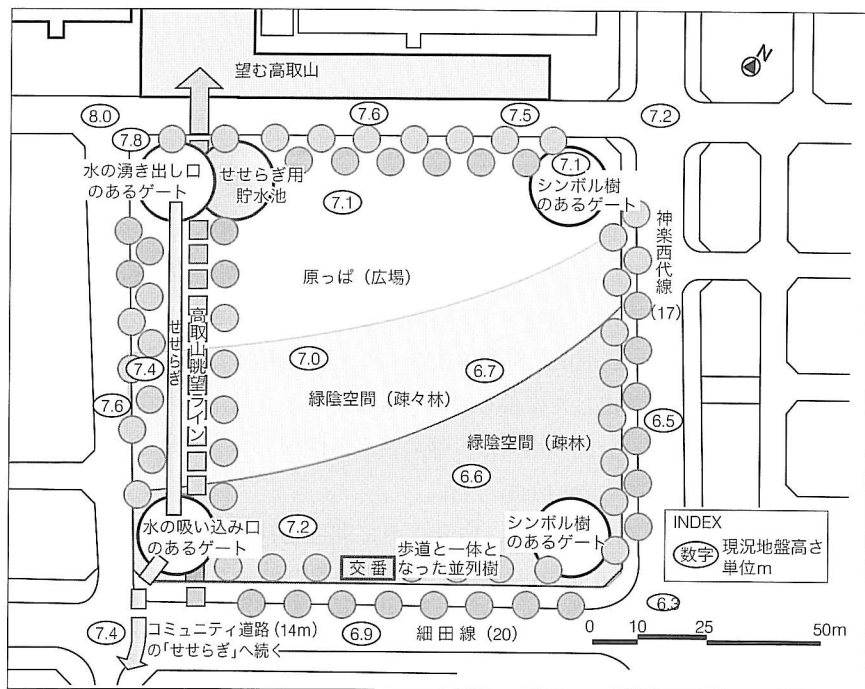 望む高取山
N
8.0
7.6
7.5
7.2
7.8
7.1
水の湧き出し口
のあるゲート
せせらぎ用
貯水池
7.1
シンボル樹
のあるゲート
神楽西代線
(17)
原っぱ(広場)
せせらぎ
高取山眺望ライン
7.4
7.0
6.7
7.6
緑陰空間(疎々林)
6.5
緑陰空間(疎林)
6.6
7.2
水の吸い込み口
のあるゲート
シンボル樹
のあるゲート
INDEX
数字 現況地盤高さ
単位m
交番
歩道と一体と
なった並列樹
6.3
7.4
コミュニティ道路(14m)
の「せせらぎ」へ続く
6.9
細田線(20)
0 10 25 50m